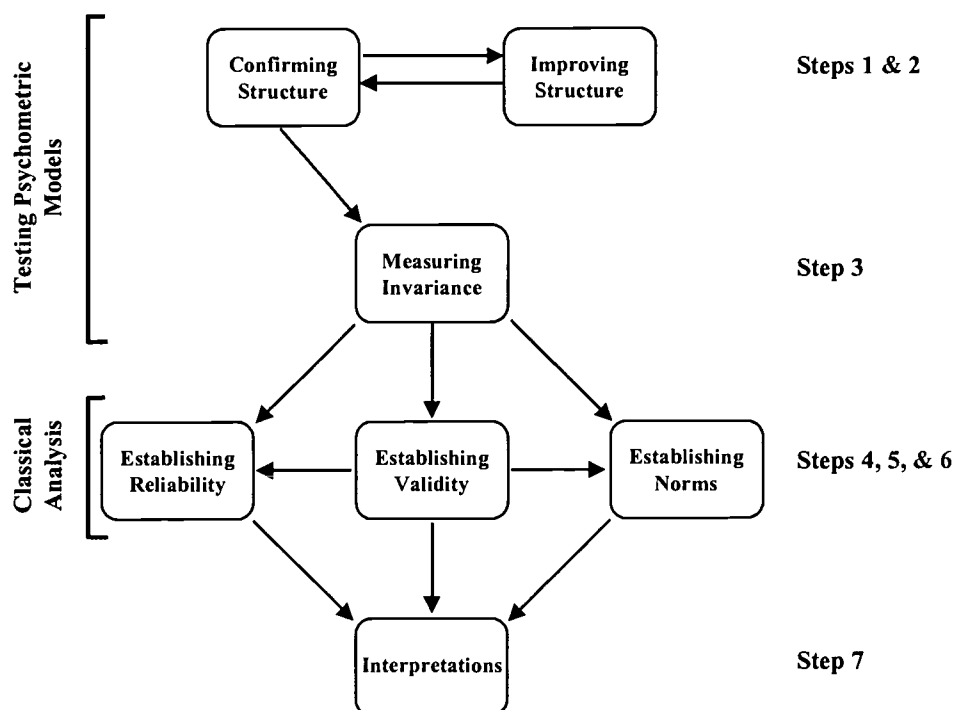 Testing Psychometric
Models
Confirming
Structure
Improving
Structure
Steps 1 & 2
Measuring
Invariance
Step 3
Classical
Analysis
Establishing
Reliability
Establishing
Validity
Establishing
Norms
Steps 4, 5, & 6
Interpretations
Step 7